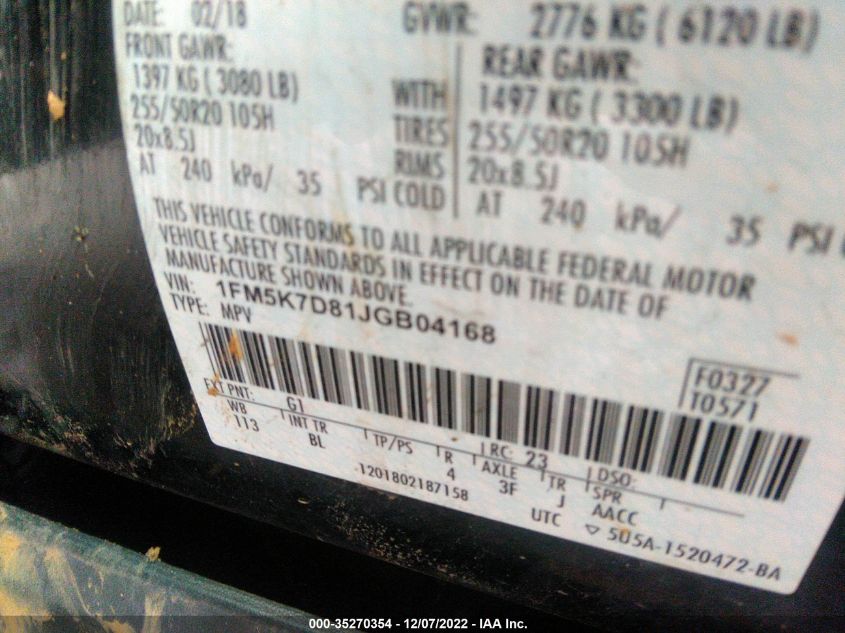 DATE: 02/18 GVWR: 2776 KG ( 6120 LB)
FRONT GAWR: REAR GAWR:
1397 KG ( 3080 LB) WITH 1497 KG ( 3300 LB)
255/50R20 105H TIRES 255/50R20 105H
20x8.5J RIMS 20x8.5J
AT 240 kPa/ 35 PSI COLD AT 240 kPa/ 35 PSI
THIS VEHICLE CONFORMS TO ALL APPLICABLE FEDERAL MOTOR
VEHICLE SAFETY STANDARDS IN EFFECT ON THE DATE OF
MANUFACTURE SHOWN ABOVE.
VIN: 1FM5K7D81JGB04168
TYPE: MPV
F0327
T0571
EXT PNT: G1 RC: 23 DSO:
WB INT TR TP/PS R AXLE TR SPR
113 BL 4 3F J AACC
1201802187158 UTC ▽ 5U5A-1520472-BA
000-35270354 - 12/07/2022 - IAA Inc.